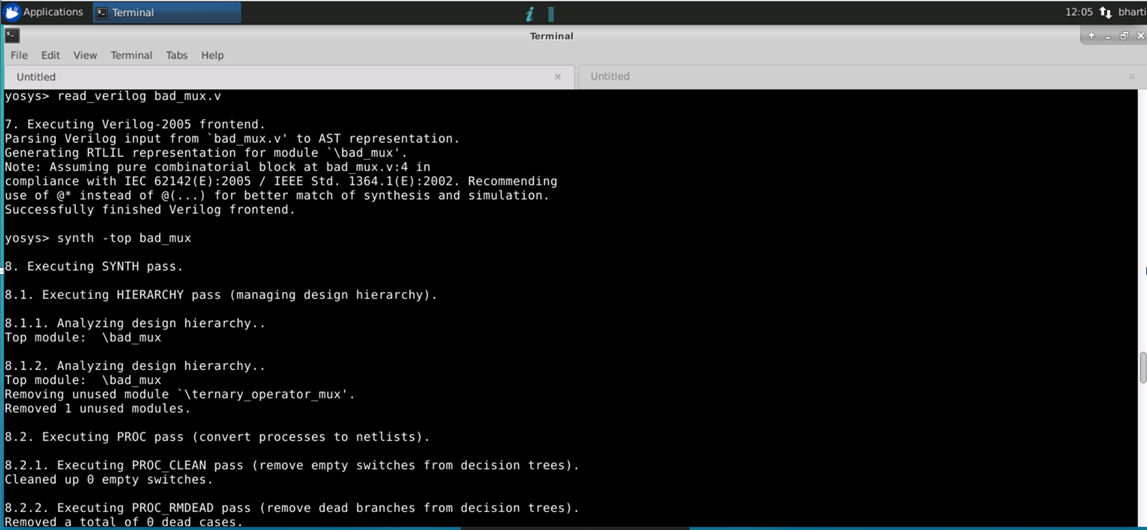 Applications Terminal 12:05 bharti
Terminal
File Edit View Terminal Tabs Help
Untitled Untitled
yosys> read_verilog bad_mux.v
7. Executing Verilog-2005 frontend.
Parsing Verilog input from `bad_mux.v' to AST representation.
Generating RTLIL representation for module `\bad_mux'.
Note: Assuming pure combinatorial block at bad_mux.v:4 in
compliance with IEC 62142(E):2005 / IEEE Std. 1364.1(E):2002. Recommending
use of @* instead of @(...) for better match of synthesis and simulation.
Successfully finished Verilog frontend.
yosys> synth -top bad_mux
8. Executing SYNTH pass.
8.1. Executing HIERARCHY pass (managing design hierarchy).
8.1.1. Analyzing design hierarchy..
Top module:  \bad_mux
8.1.2. Analyzing design hierarchy..
Top module:  \bad_mux
Removing unused module `\ternary_operator_mux'.
Removed 1 unused modules.
8.2. Executing PROC pass (convert processes to netlists).
8.2.1. Executing PROC_CLEAN pass (remove empty switches from decision trees).
Cleaned up 0 empty switches.
8.2.2. Executing PROC_RMDEAD pass (remove dead branches from decision trees).
Removed a total of 0 dead cases.